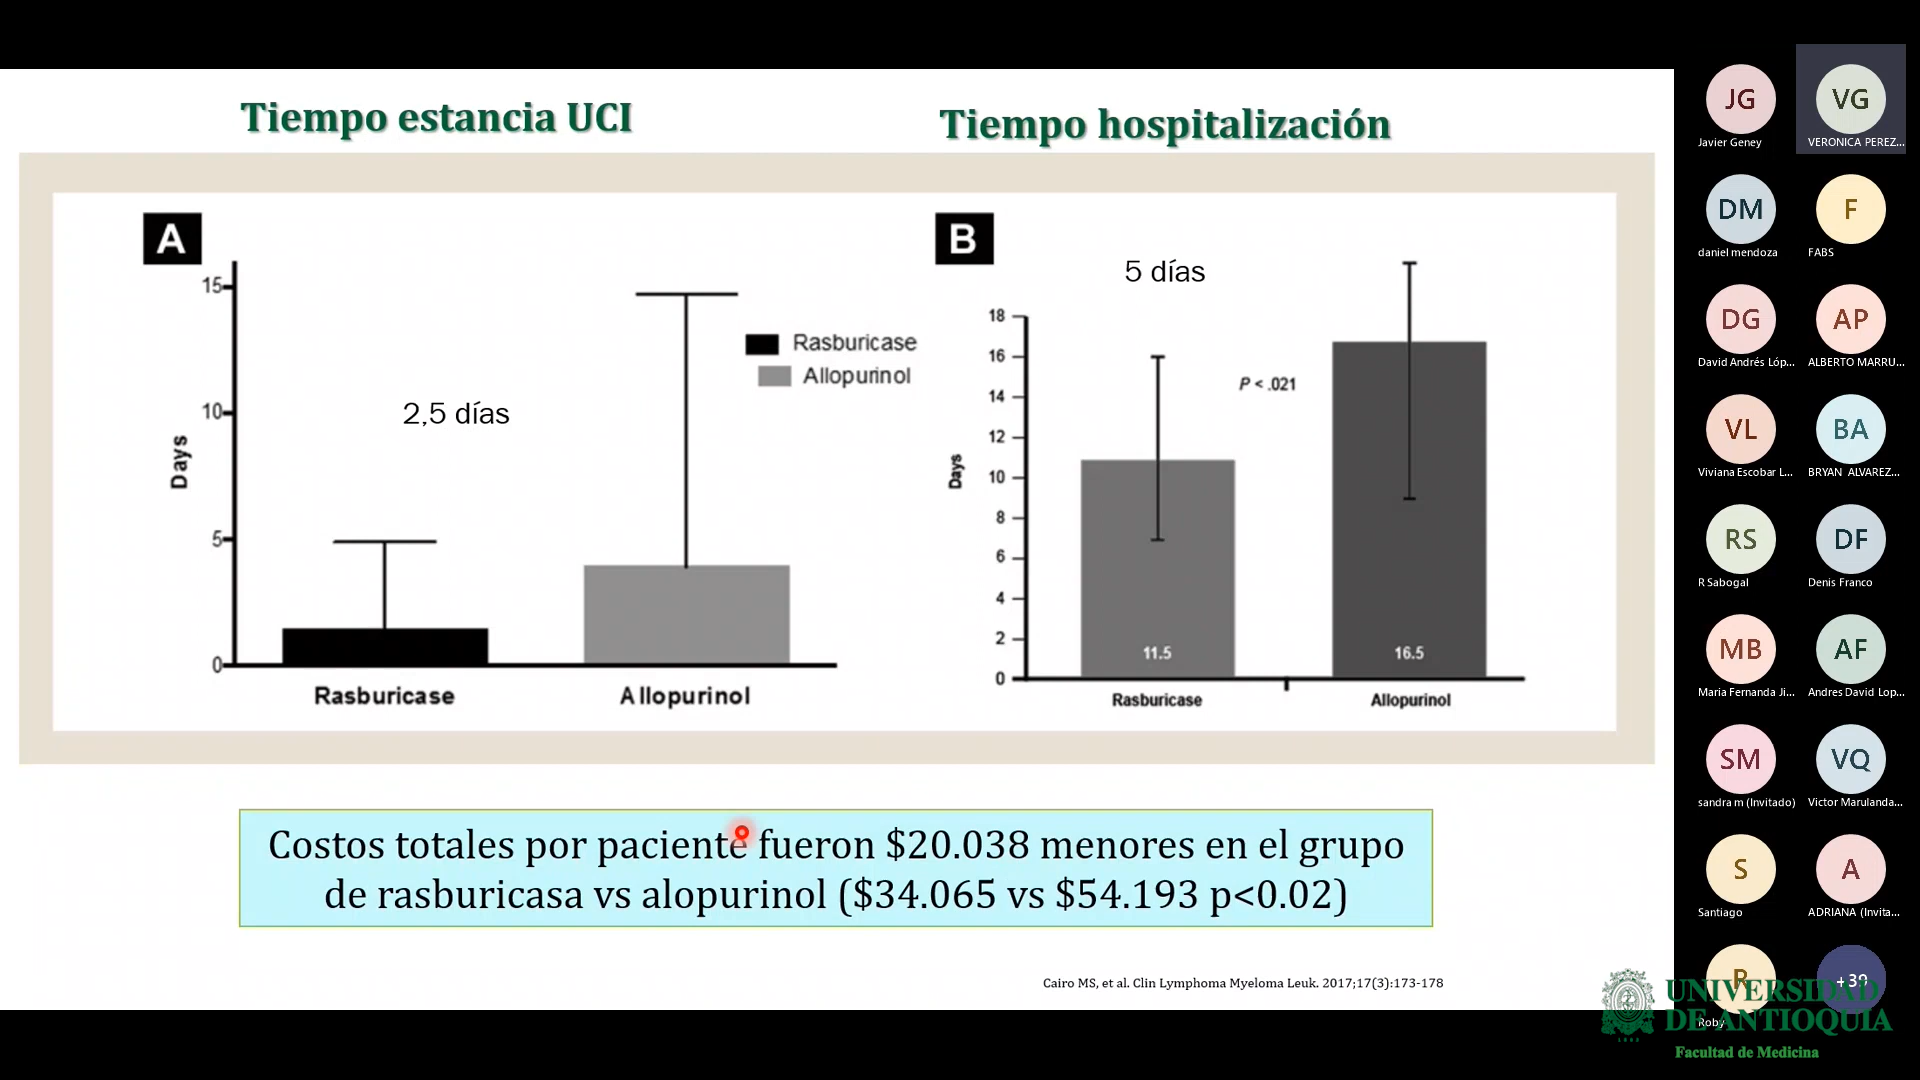 Tiempo estancia UCI
Tiempo hospitalización
A
15
10
5
0
Days
2,5 días
Rasburicase
Allopurinol
Rasburicase
Allopurinol
B
5 días
18
16
14
12
10
8
6
4
2
0
Days
P < .021
11.5
16.5
Rasburicase
Allopurinol
Costos totales por paciente fueron $20.038 menores en el grupo
de rasburicasa vs alopurinol ($34.065 vs $54.193 p<0.02)
Cairo MS, et al. Clin Lymphoma Myeloma Leuk. 2017;17(3):173-178
JG
Javier Geney
VG
VERONICA PEREZ...
DM
daniel mendoza
F
FABS
DG
David Andrés Lóp...
AP
ALBERTO MARRU...
VL
Viviana Escobar L...
BA
BRYAN ALVAREZ...
RS
R Sabogal
DF
Denis Franco
MB
Maria Fernanda Ji...
AF
Andres David Lop...
SM
sandra m (Invitado)
VQ
Victor Marulanda...
S
Santiago
A
ADRIANA (Invita...
R
+39
UNIVERSIDAD
DE ANTIOQUIA
Facultad de Medicina